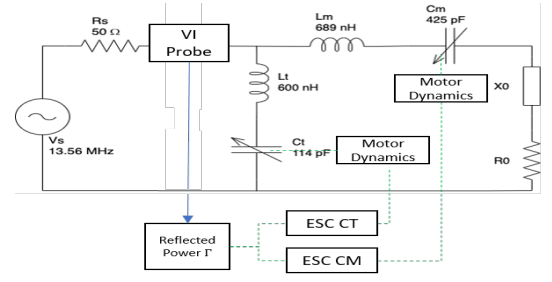 Rs
50 Ω
VI
Probe
Lm
689 nH
Cm
425 pF
Lt
600 nH
Motor
Dynamics
X0
Vs
13.56 MHz
Ct
114 pF
Motor
Dynamics
R0
Reflected
Power Γ
ESC CT
ESC CM